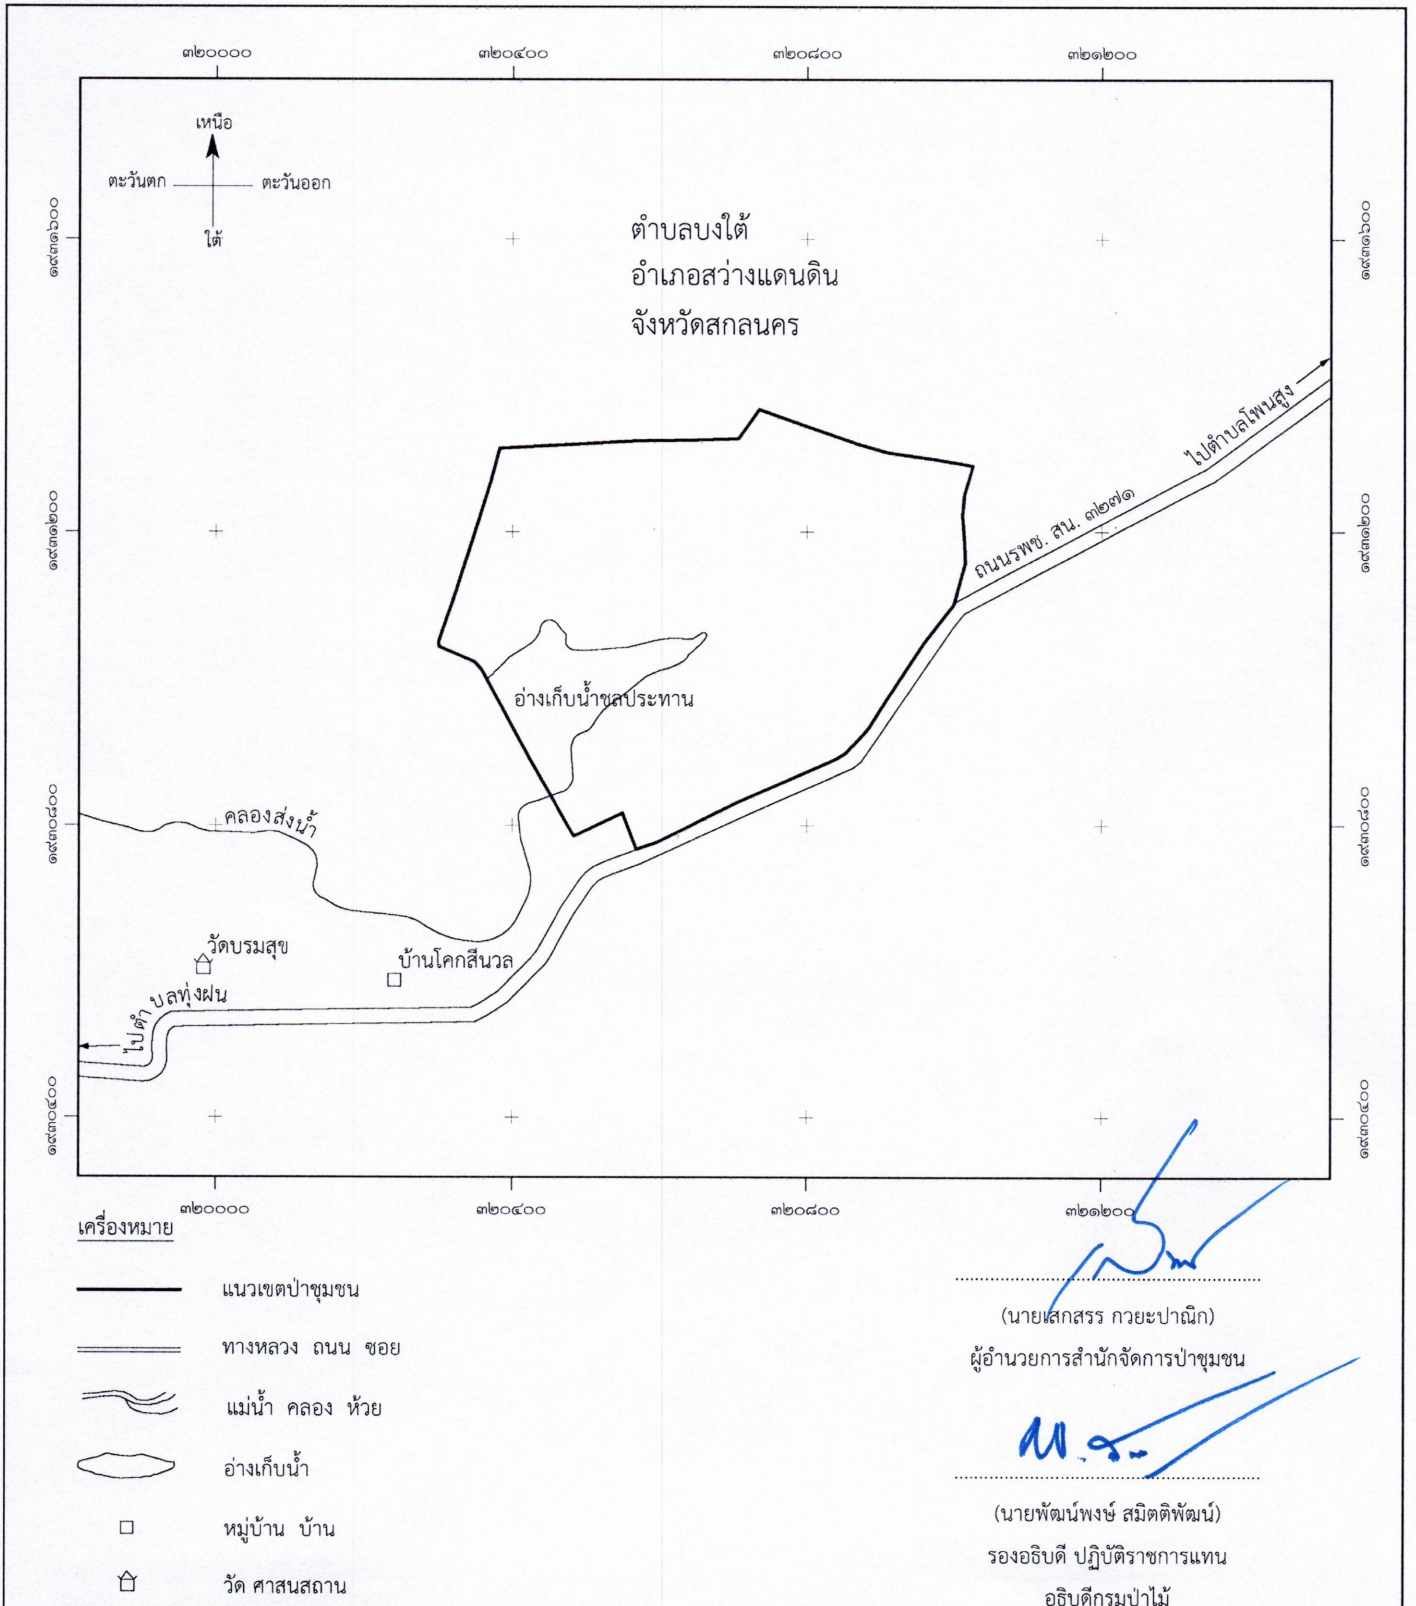 ๓๒๐๐๐๐ ๓๒๐๔๐๐ ๓๒๐๘๐๐ ๓๒๑๒๐๐
เหนือ
ตะวันตก ตะวันออก
ใต้
ตำบลบงใต้
อำเภอสว่างแดนดิน
จังหวัดสกลนคร
๑๙๓๑๖๐๐ ๑๙๓๑๖๐๐
ไปตำบลโพนสูง
ถนนรพช. สน. ๓๒๗๑
๑๙๓๑๒๐๐ ๑๙๓๑๒๐๐
อ่างเก็บน้ำชลประทาน
คลองส่งน้ำ
๑๙๓๐๘๐๐ ๑๙๓๐๘๐๐
วัดบรมสุข
บ้านโคกสีนวล
ไปตำบลทุ่งฝน
๑๙๓๐๔๐๐ ๑๙๓๐๔๐๐
๓๒๐๐๐๐ ๓๒๐๔๐๐ ๓๒๐๘๐๐ ๓๒๑๒๐๐
เครื่องหมาย
แนวเขตป่าชุมชน
ทางหลวง ถนน ซอย
แม่น้ำ คลอง ห้วย
อ่างเก็บน้ำ
หมู่บ้าน บ้าน
วัด ศาสนสถาน
(นายเสกสรร กวยะปาณิก)
ผู้อำนวยการสำนักจัดการป่าชุมชน
(นายพัฒน์พงษ์ สมิตติพัฒน์)
รองอธิบดี ปฏิบัติราชการแทน
อธิบดีกรมป่าไม้